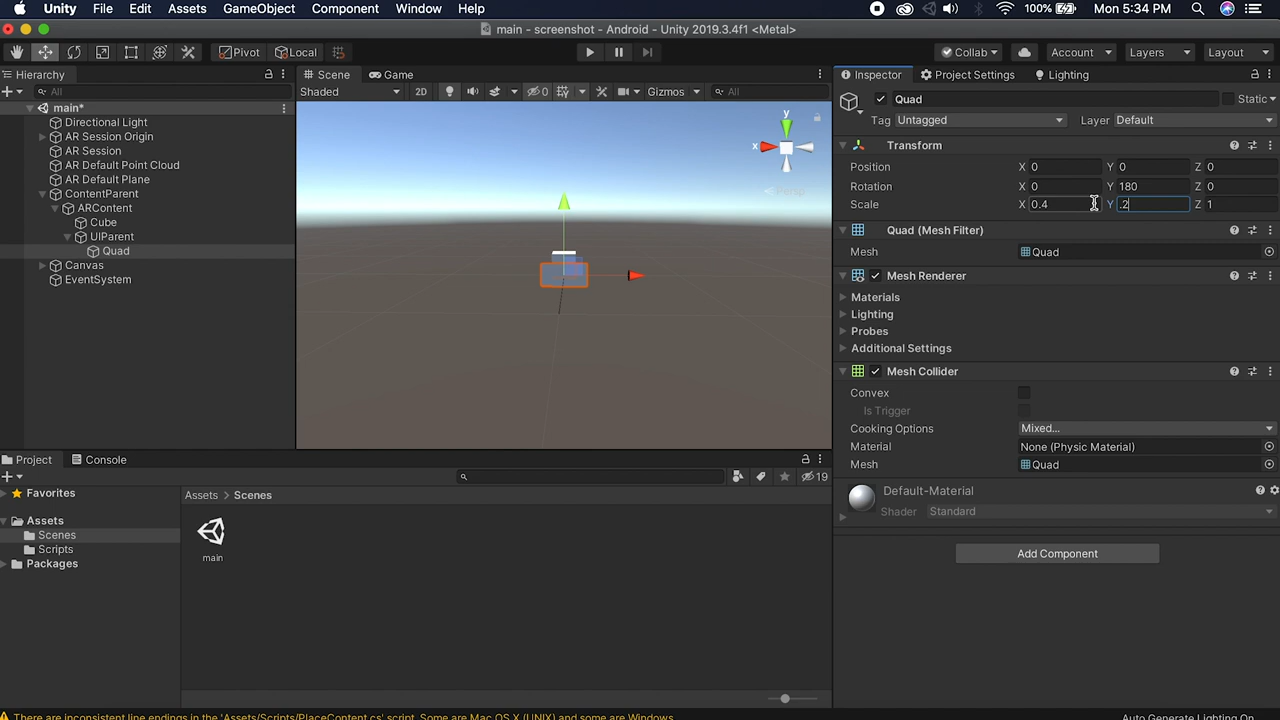 Unity File Edit Assets GameObject Component Window Help 100% Mon 5:34 PM
main - screenshot - Android - Unity 2019.3.4f1 <Metal>
Pivot Local Collab Account Layers Layout
Hierarchy
All
main*
Directional Light
AR Session Origin
AR Session
AR Default Point Cloud
AR Default Plane
ContentParent
ARContent
Cube
UIParent
Quad
Canvas
EventSystem
Scene Game
Shaded 2D 0 Gizmos All
y
x
Persp
Inspector Project Settings Lighting
Quad Static
Tag Untagged Layer Default
Transform
Position X 0 Y 0 Z 0
Rotation X 0 Y 180 Z 0
Scale X 0.4 Y .2 Z 1
Quad (Mesh Filter)
Mesh Quad
Mesh Renderer
Materials
Lighting
Probes
Additional Settings
Mesh Collider
Convex
Is Trigger
Cooking Options Mixed...
Material None (Physic Material)
Mesh Quad
Default-Material
Shader Standard
Add Component
Project Console
19
Favorites
Assets
Scenes
Scripts
Packages
Assets > Scenes
main
There are inconsistent line endings in the 'Assets/Scripts/PlaceContent.cs' script. Some are Mac OS X (UNIX) and some are Windows.
Auto Generate Lighting On